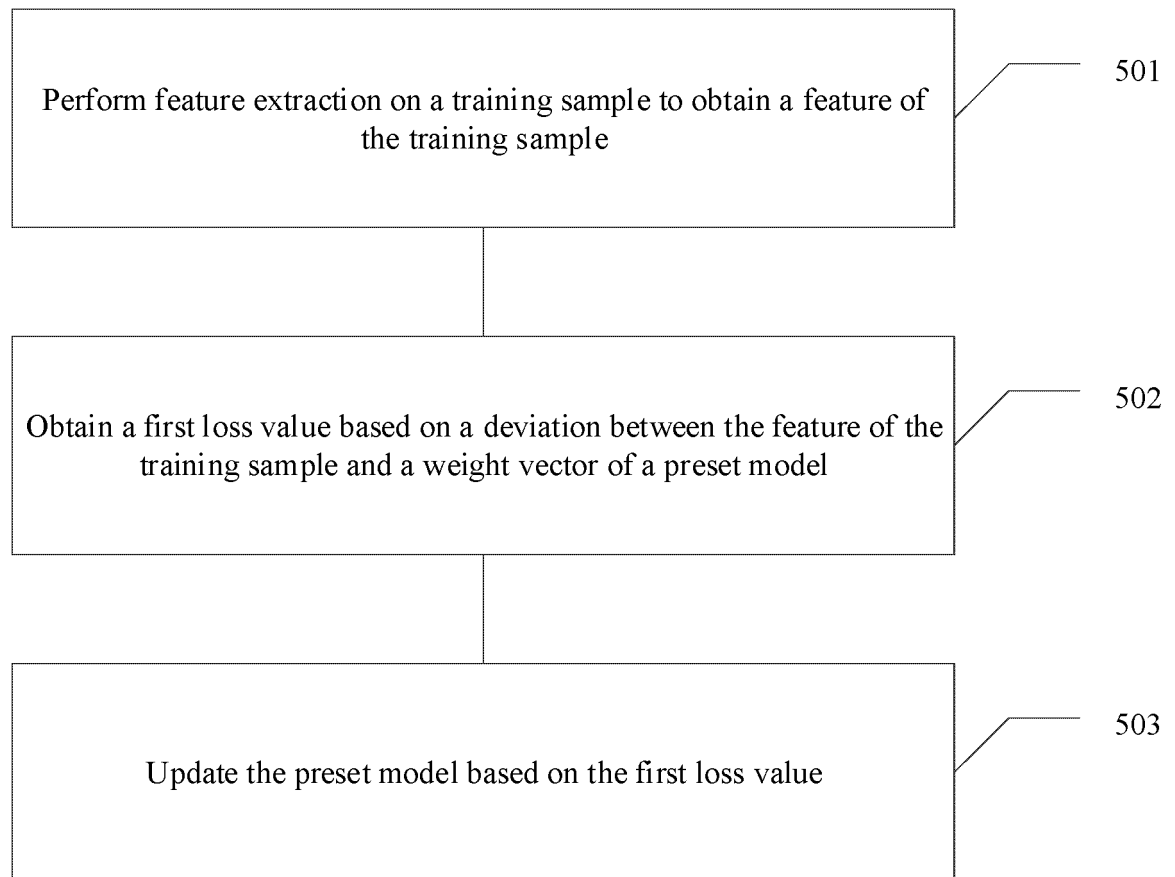 Perform feature extraction on a training sample to obtain a feature of
the training sample
501
Obtain a first loss value based on a deviation between the feature of the
training sample and a weight vector of a preset model
502
Update the preset model based on the first loss value
503